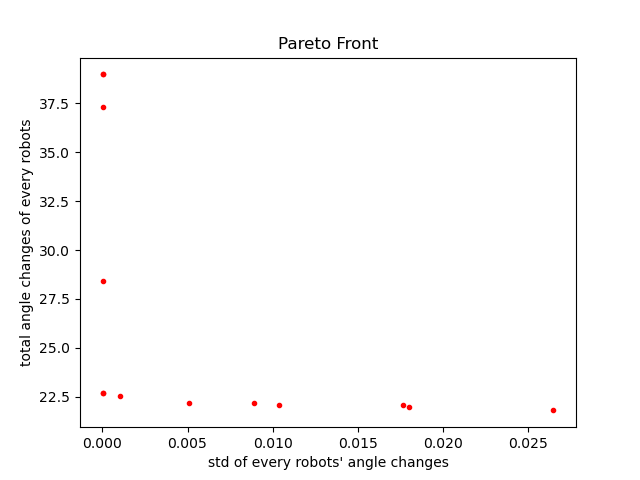 Pareto Front
total angle changes of every robots
37.5
35.0
32.5
30.0
27.5
25.0
22.5
0.000 0.005 0.010 0.015 0.020 0.025
std of every robots' angle changes